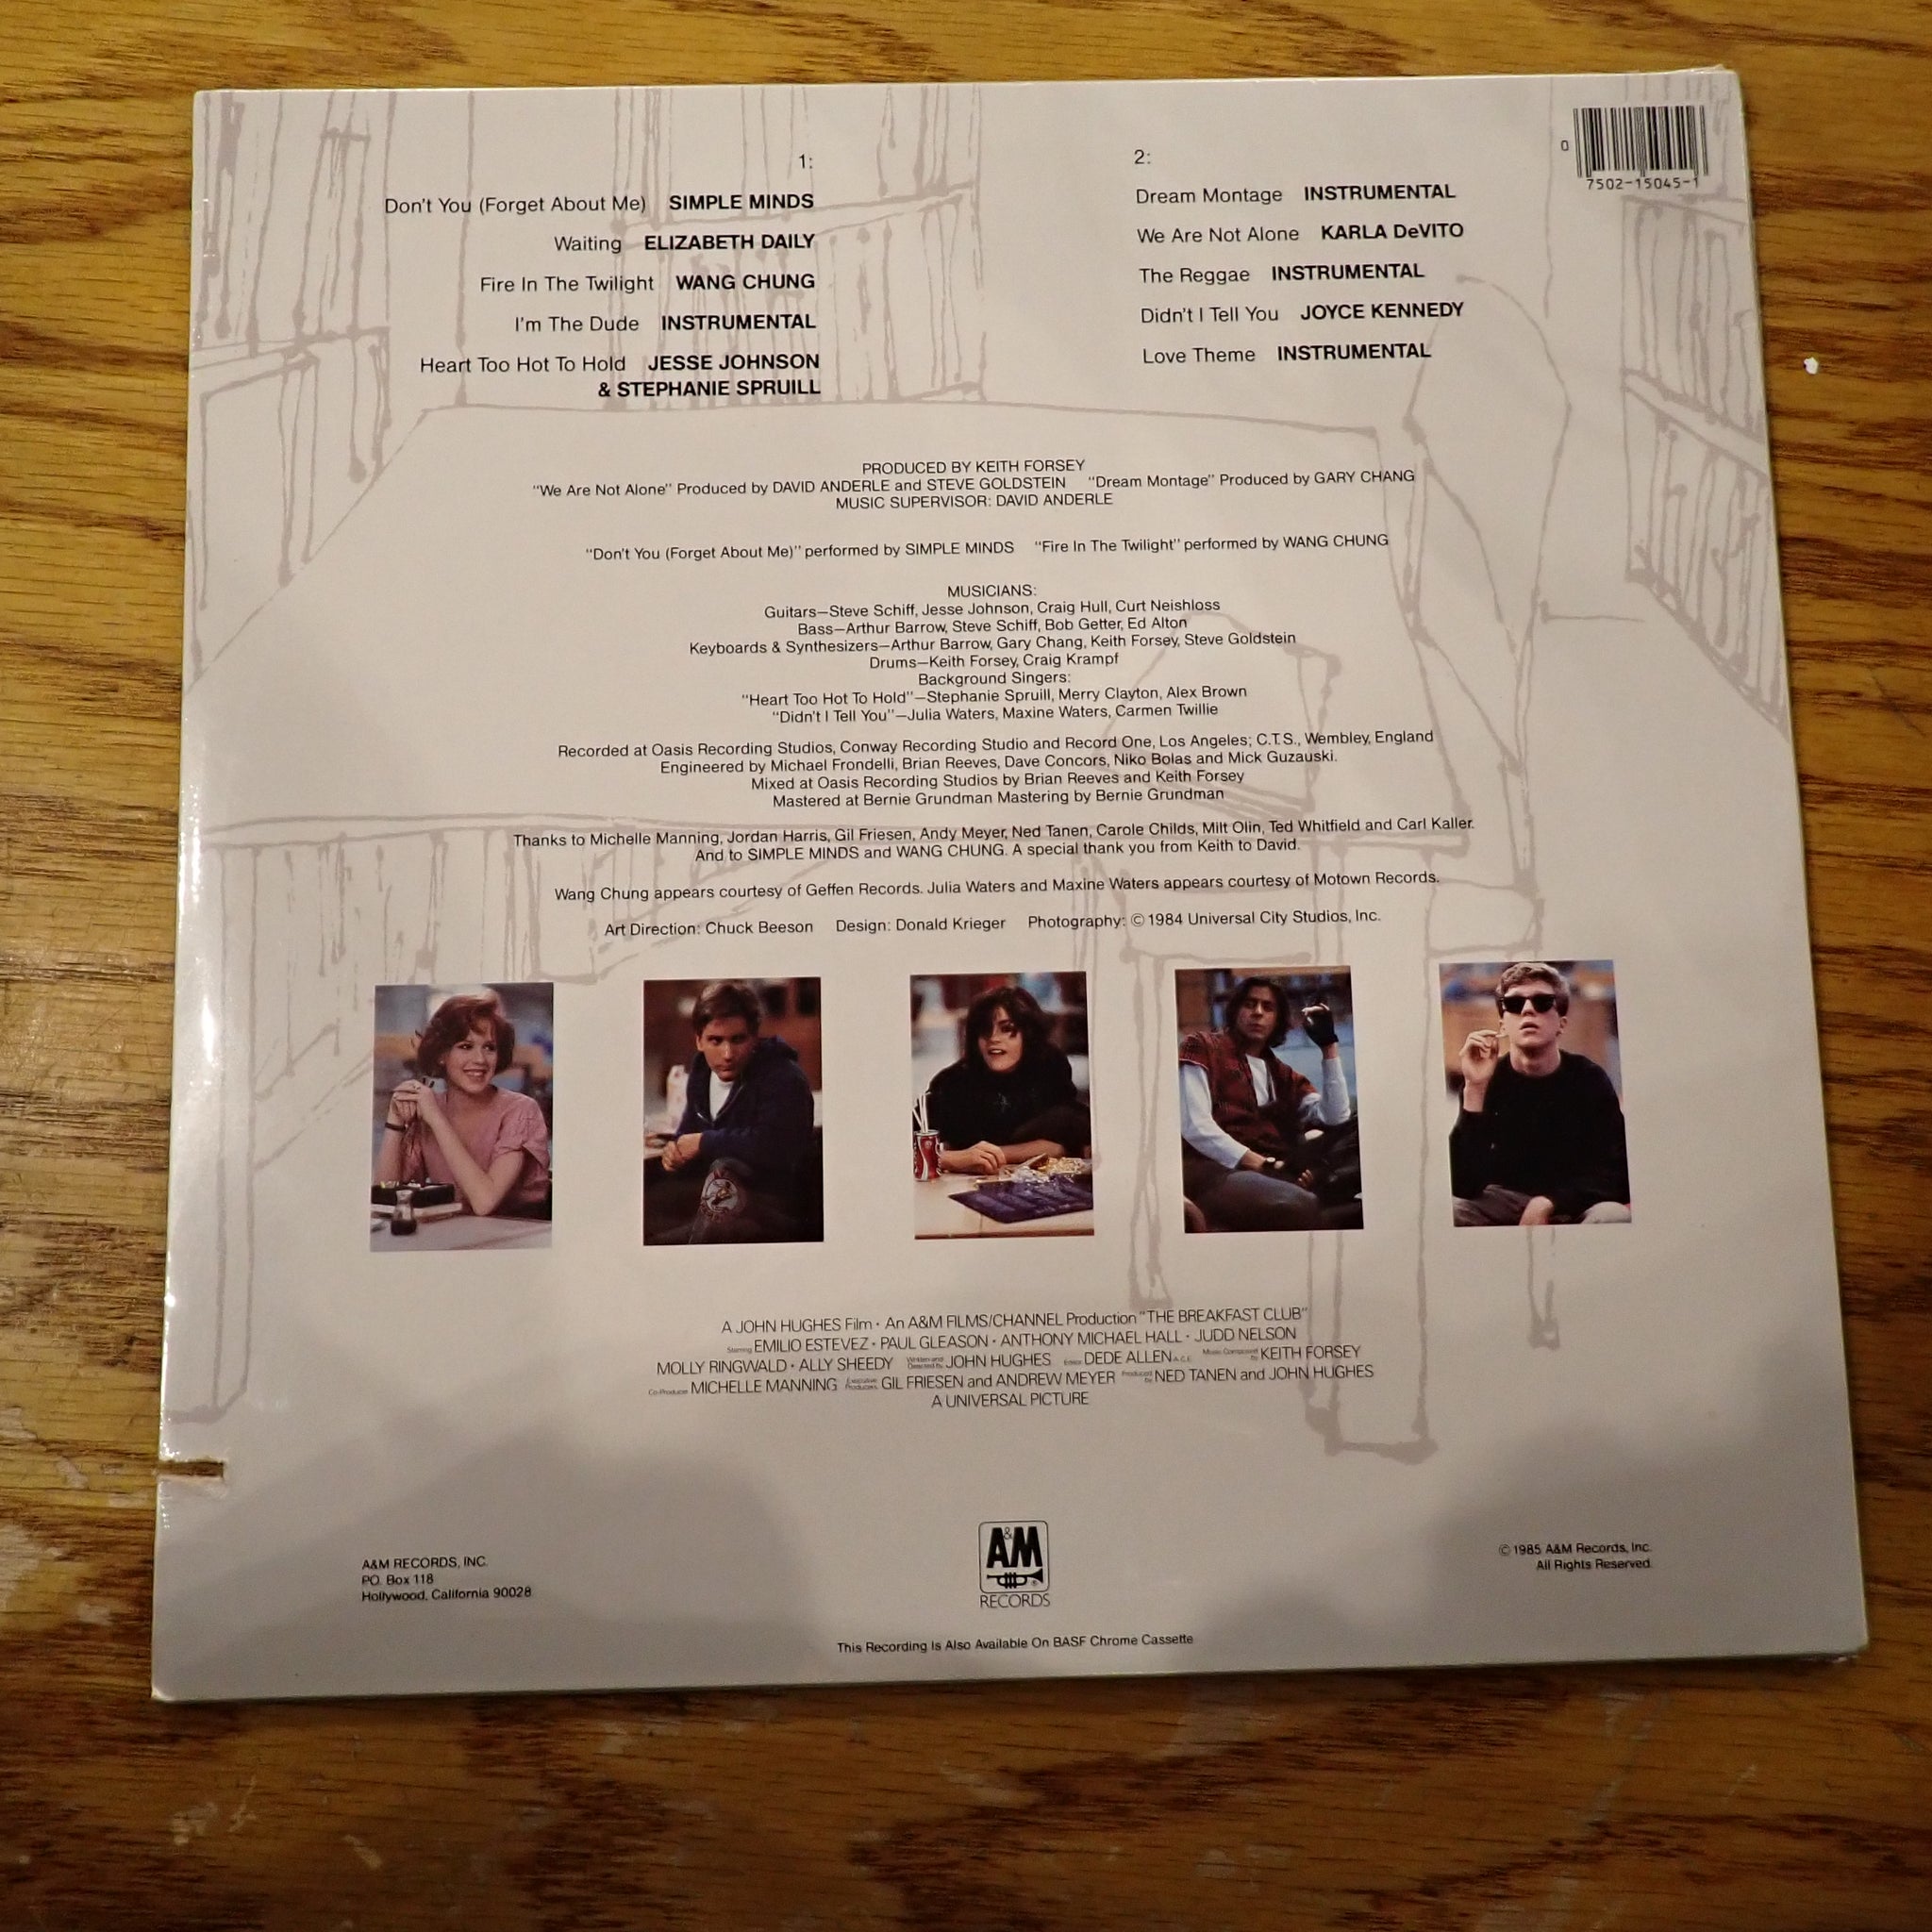 1:
Don't You (Forget About Me) SIMPLE MINDS
Waiting ELIZABETH DAILY
Fire In The Twilight WANG CHUNG
I'm The Dude INSTRUMENTAL
Heart Too Hot To Hold JESSE JOHNSON
& STEPHANIE SPRUILL
2:
Dream Montage INSTRUMENTAL
We Are Not Alone KARLA DeVITO
The Reggae INSTRUMENTAL
Didn't I Tell You JOYCE KENNEDY
Love Theme INSTRUMENTAL
0
7502-15045-1
PRODUCED BY KEITH FORSEY
"We Are Not Alone" Produced by DAVID ANDERLE and STEVE GOLDSTEIN "Dream Montage" Produced by GARY CHANG
MUSIC SUPERVISOR: DAVID ANDERLE
"Don't You (Forget About Me)" performed by SIMPLE MINDS "Fire In The Twilight" performed by WANG CHUNG
MUSICIANS:
Guitars—Steve Schiff, Jesse Johnson, Craig Hull, Curt Neishloss
Bass—Arthur Barrow, Steve Schiff, Bob Getter, Ed Alton
Keyboards & Synthesizers—Arthur Barrow, Gary Chang, Keith Forsey, Steve Goldstein
Drums—Keith Forsey, Craig Krampf
Background Singers:
"Heart Too Hot To Hold"—Stephanie Spruill, Merry Clayton, Alex Brown
"Didn't I Tell You"—Julia Waters, Maxine Waters, Carmen Twillie
Recorded at Oasis Recording Studios, Conway Recording Studio and Record One, Los Angeles; C.T.S., Wembley, England
Engineered by Michael Frondelli, Brian Reeves, Dave Concors, Niko Bolas and Mick Guzauski.
Mixed at Oasis Recording Studios by Brian Reeves and Keith Forsey
Mastered at Bernie Grundman Mastering by Bernie Grundman
Thanks to Michelle Manning, Jordan Harris, Gil Friesen, Andy Meyer, Ned Tanen, Carole Childs, Milt Olin, Ted Whitfield and Carl Kaller.
And to SIMPLE MINDS and WANG CHUNG. A special thank you from Keith to David.
Wang Chung appears courtesy of Geffen Records. Julia Waters and Maxine Waters appears courtesy of Motown Records.
Art Direction: Chuck Beeson Design: Donald Krieger Photography: © 1984 Universal City Studios, Inc.
A JOHN HUGHES Film • An A&M FILMS/CHANNEL Production "THE BREAKFAST CLUB"
Starring EMILIO ESTEVEZ • PAUL GLEASON • ANTHONY MICHAEL HALL • JUDD NELSON
MOLLY RINGWALD • ALLY SHEEDY Written and Directed by JOHN HUGHES Editor DEDE ALLEN A.C.E. Music Composed by KEITH FORSEY
Co-Producer MICHELLE MANNING Executive Producers GIL FRIESEN and ANDREW MEYER Produced by NED TANEN and JOHN HUGHES
A UNIVERSAL PICTURE
A&M RECORDS, INC.
P.O. Box 118
Hollywood, California 90028
A&M
RECORDS
© 1985 A&M Records, Inc.
All Rights Reserved.
This Recording Is Also Available On BASF Chrome Cassette